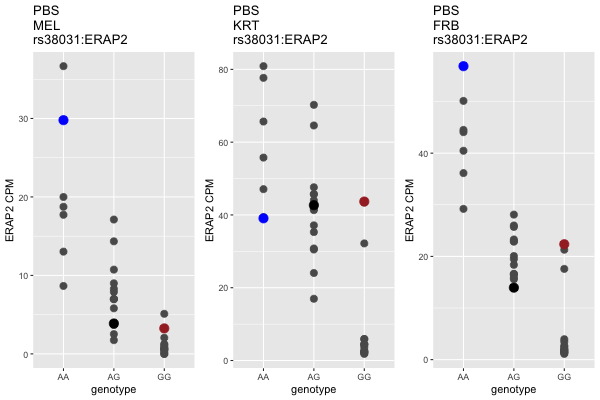 PBS
MEL
rs38031:ERAP2
ERAP2 CPM
30
20
10
0
AA
AG
GG
genotype
PBS
KRT
rs38031:ERAP2
ERAP2 CPM
80
60
40
20
0
AA
AG
GG
genotype
PBS
FRB
rs38031:ERAP2
ERAP2 CPM
40
20
0
AA
AG
GG
genotype